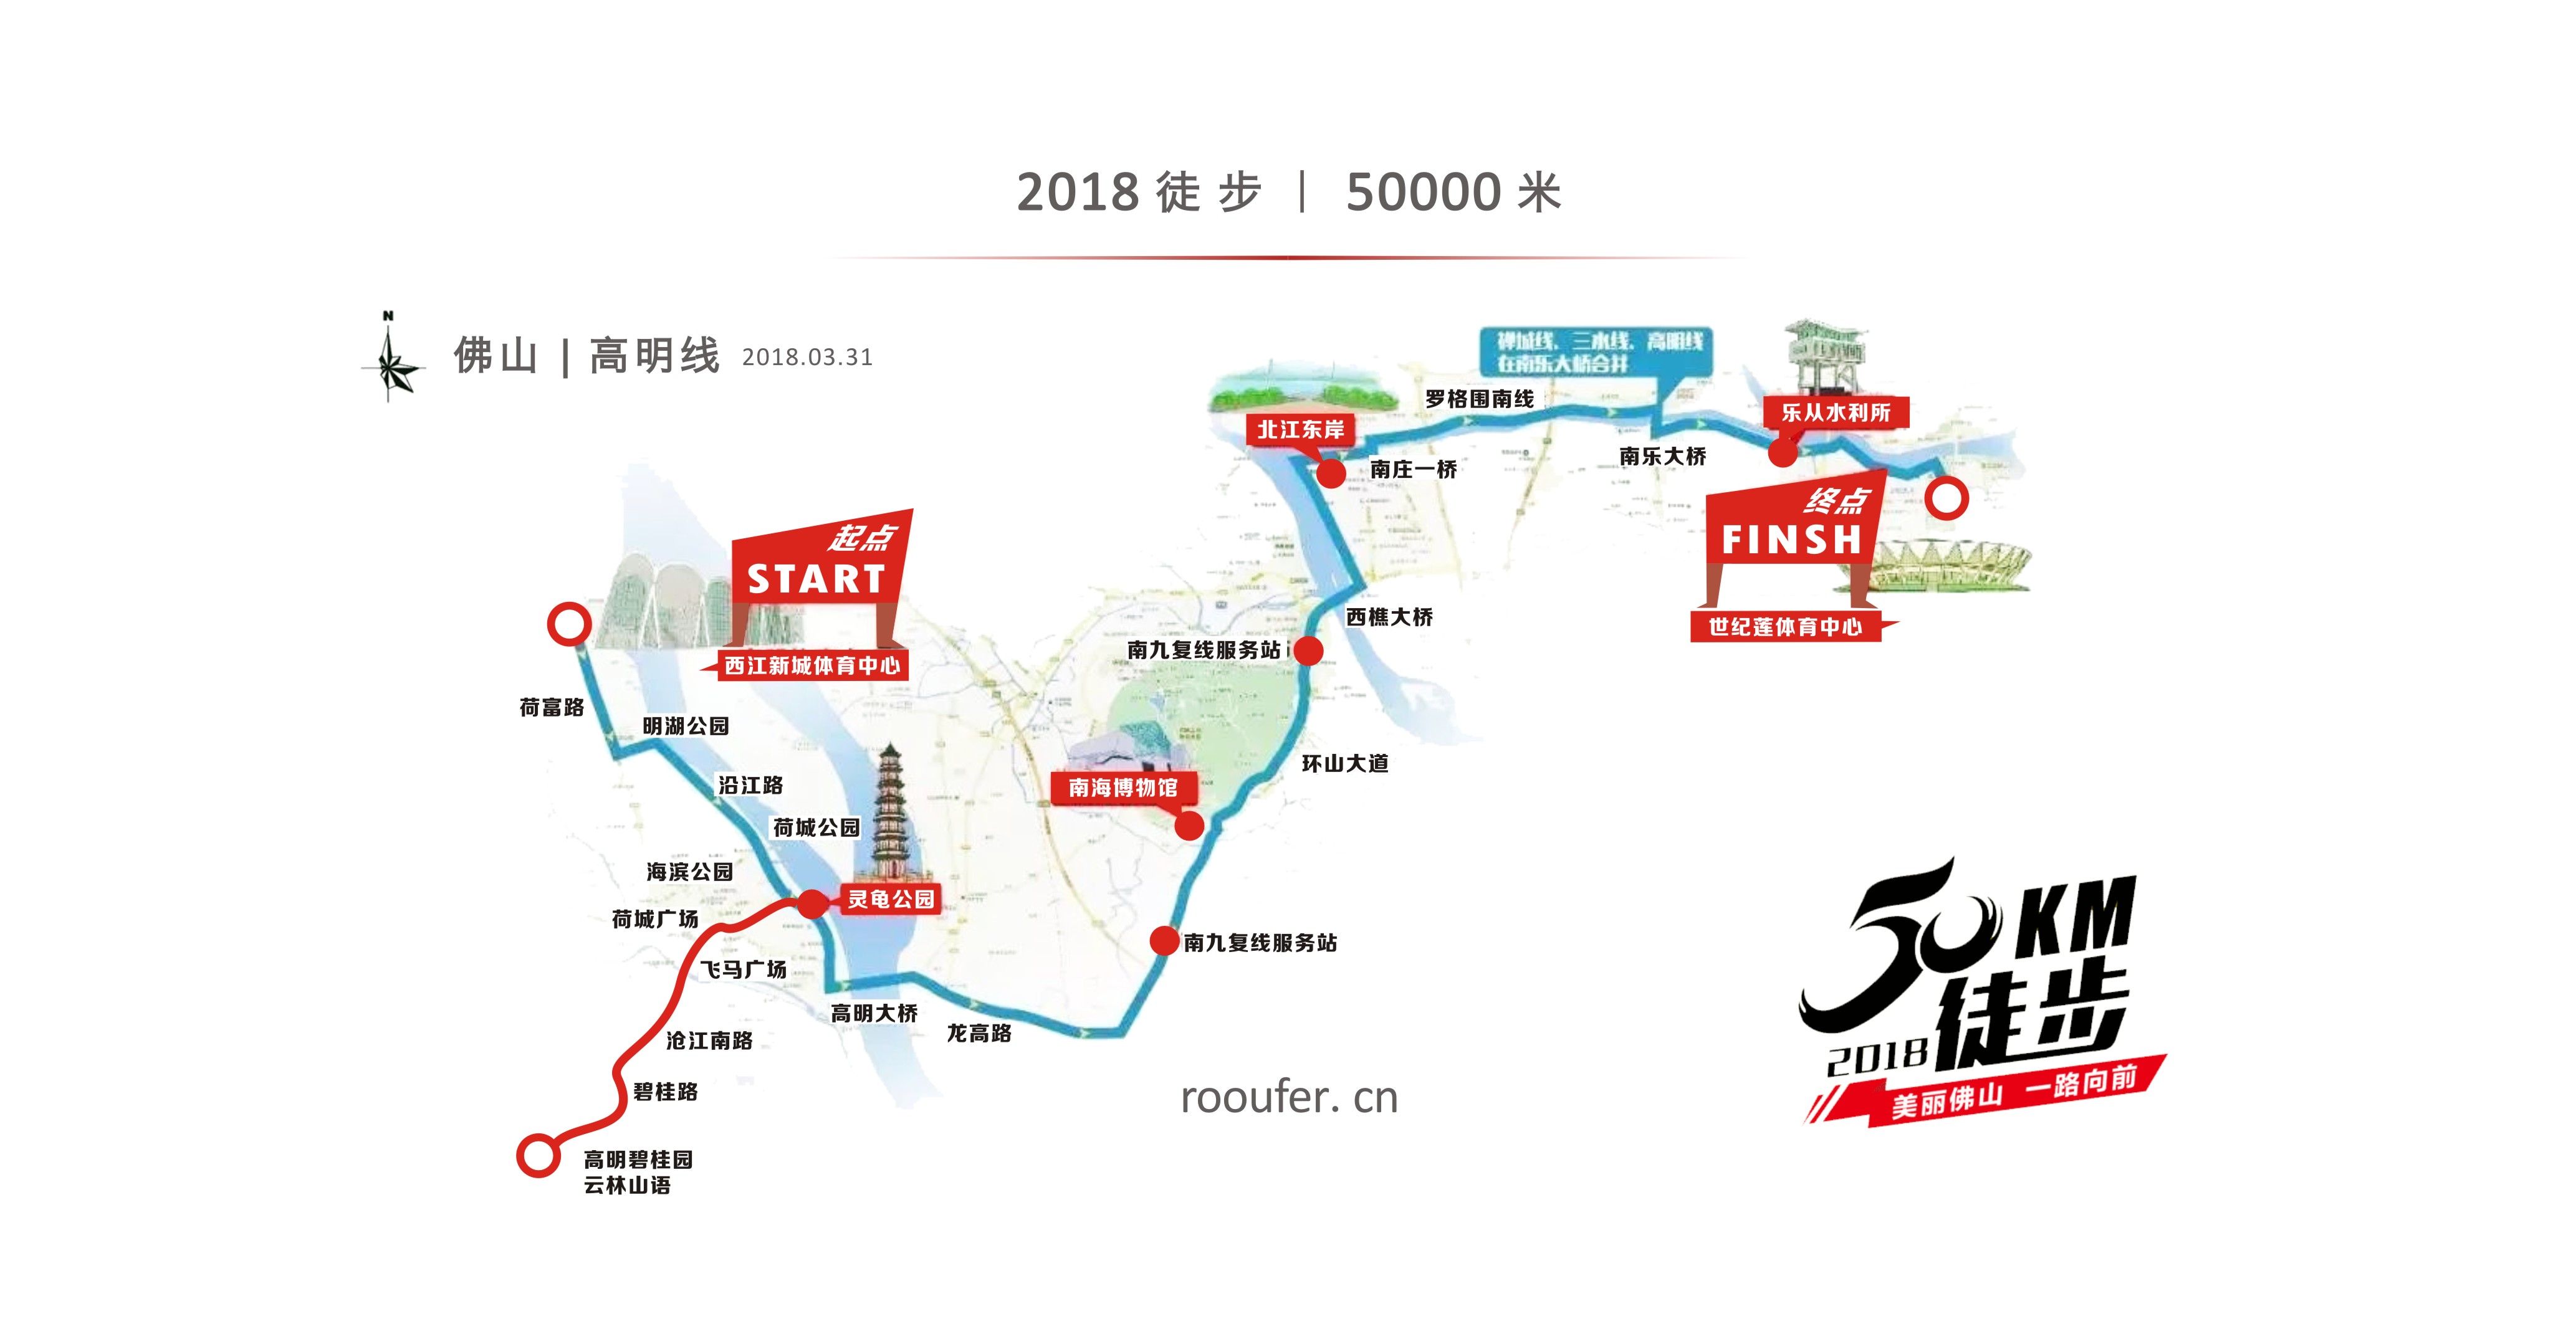 2018 徒 步 | 50000 米
N
佛山 | 高明线 2018.03.31
禅城线、三水线、高明线
在南乐大桥合并
罗格围南线
乐从水利所
北江东岸
南庄一桥
南乐大桥
终点
FINSH
世纪莲体育中心
起点
START
西江新城体育中心
西樵大桥
南九复线服务站
荷富路
明湖公园
环山大道
沿江路
南海博物馆
荷城公园
海滨公园
灵龟公园
荷城广场
南九复线服务站
飞马广场
高明大桥
龙高路
沧江南路
碧桂路
高明碧桂园
云林山语
rooufer. cn
50KM
2018徒步
美丽佛山 一路向前